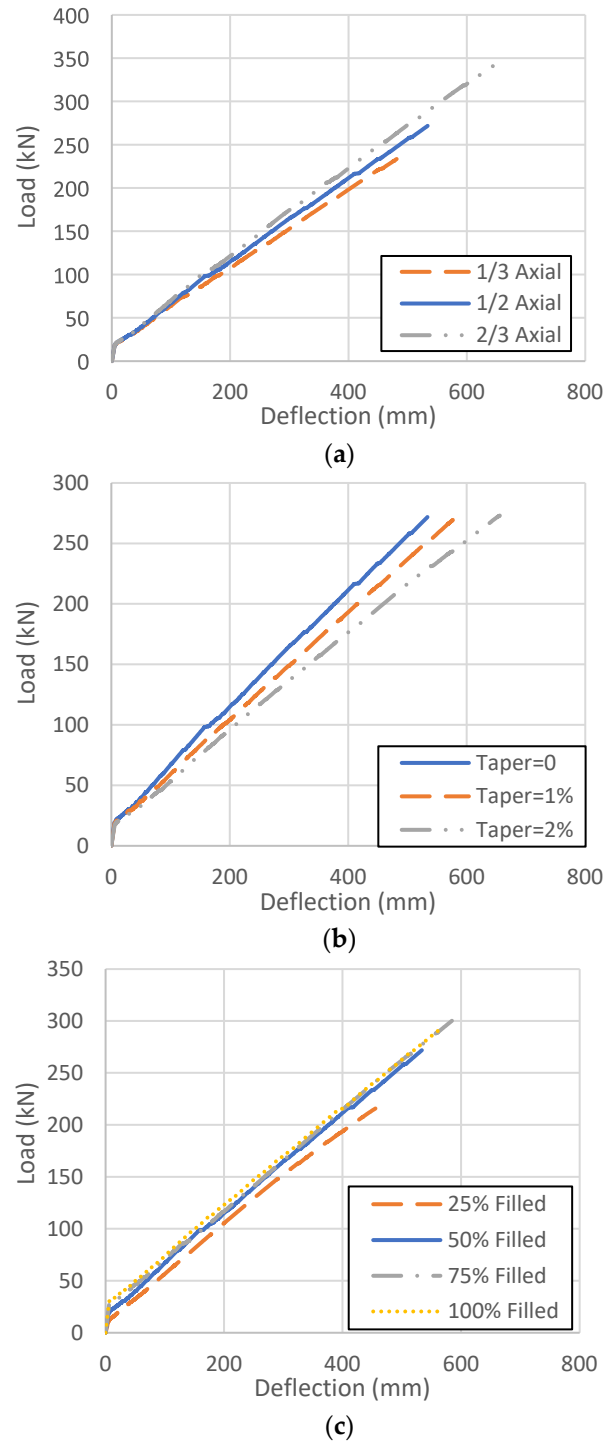 400
350
300
250
200
150
100
50
0
Load (kN)
1/3 Axial
1/2 Axial
2/3 Axial
0 200 400 600 800
Deflection (mm)
(a)
300
250
200
150
100
50
0
Load (kN)
Taper=0
Taper=1%
Taper=2%
0 200 400 600 800
Deflection (mm)
(b)
350
300
250
200
150
100
50
0
Load (kN)
25% Filled
50% Filled
75% Filled
100% Filled
0 200 400 600 800
Deflection (mm)
(c)